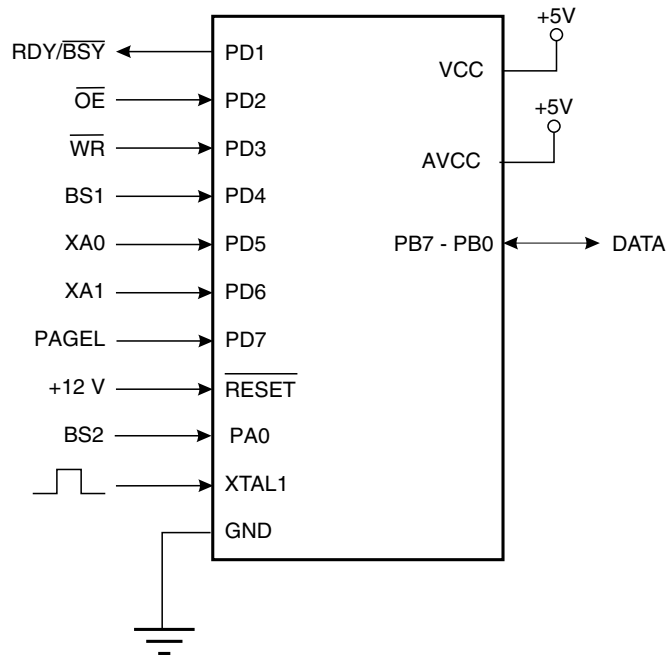 +5V
RDY/BSY PD1
VCC
OE PD2
+5V
WR PD3
AVCC
BS1 PD4
XA0 PD5 PB7 - PB0 DATA
XA1 PD6
PAGEL PD7
+12 V RESET
BS2 PA0
XTAL1
GND